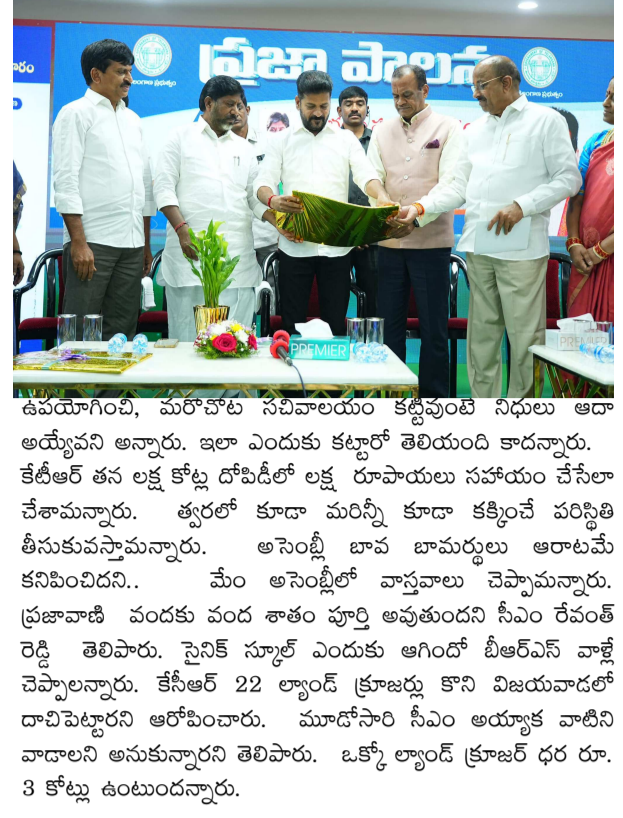 ప్రజా పాలన
PREMIER
ఉపయోగించి, మరోచోట సచివాలయం కట్టివుంటే నిధులు ఆదా
అయ్యేవని అన్నారు. ఇలా ఎందుకు కట్టారో తెలియంది కాదన్నారు.
కేటీఆర్ తన లక్ష కోట్ల దోపిడీలో లక్ష రూపాయలు సహాయం చేసేలా
చేశామన్నారు. త్వరలో కూడా మరిన్నీ కూడా కక్కించే పరిస్థితి
తీసుకువస్తామన్నారు. అసెంబ్లీ బావ బామర్థులు ఆరాటమే
కనిపించిదని.. మేం అసెంబ్లీలో వాస్తవాలు చెప్పామన్నారు.
ప్రజావాణి వందకు వంద శాతం పూర్తి అవుతుందని సీఎం రేవంత్
రెడ్డి తెలిపారు. సైనిక్ స్కూల్ ఎందుకు ఆగిందో బీఆర్ఎస్ వాళ్లే
చెప్పాలన్నారు. కేసీఆర్ 22 ల్యాండ్ క్రూజర్లు కొని విజయవాడలో
దాచిపెట్టారని ఆరోపించారు. మూడోసారి సీఎం అయ్యాక వాటిని
వాడాలని అనుకున్నారని తెలిపారు. ఒక్కో ల్యాండ్ క్రూజర్ ధర రూ.
3 కోట్లు ఉంటుందన్నారు.